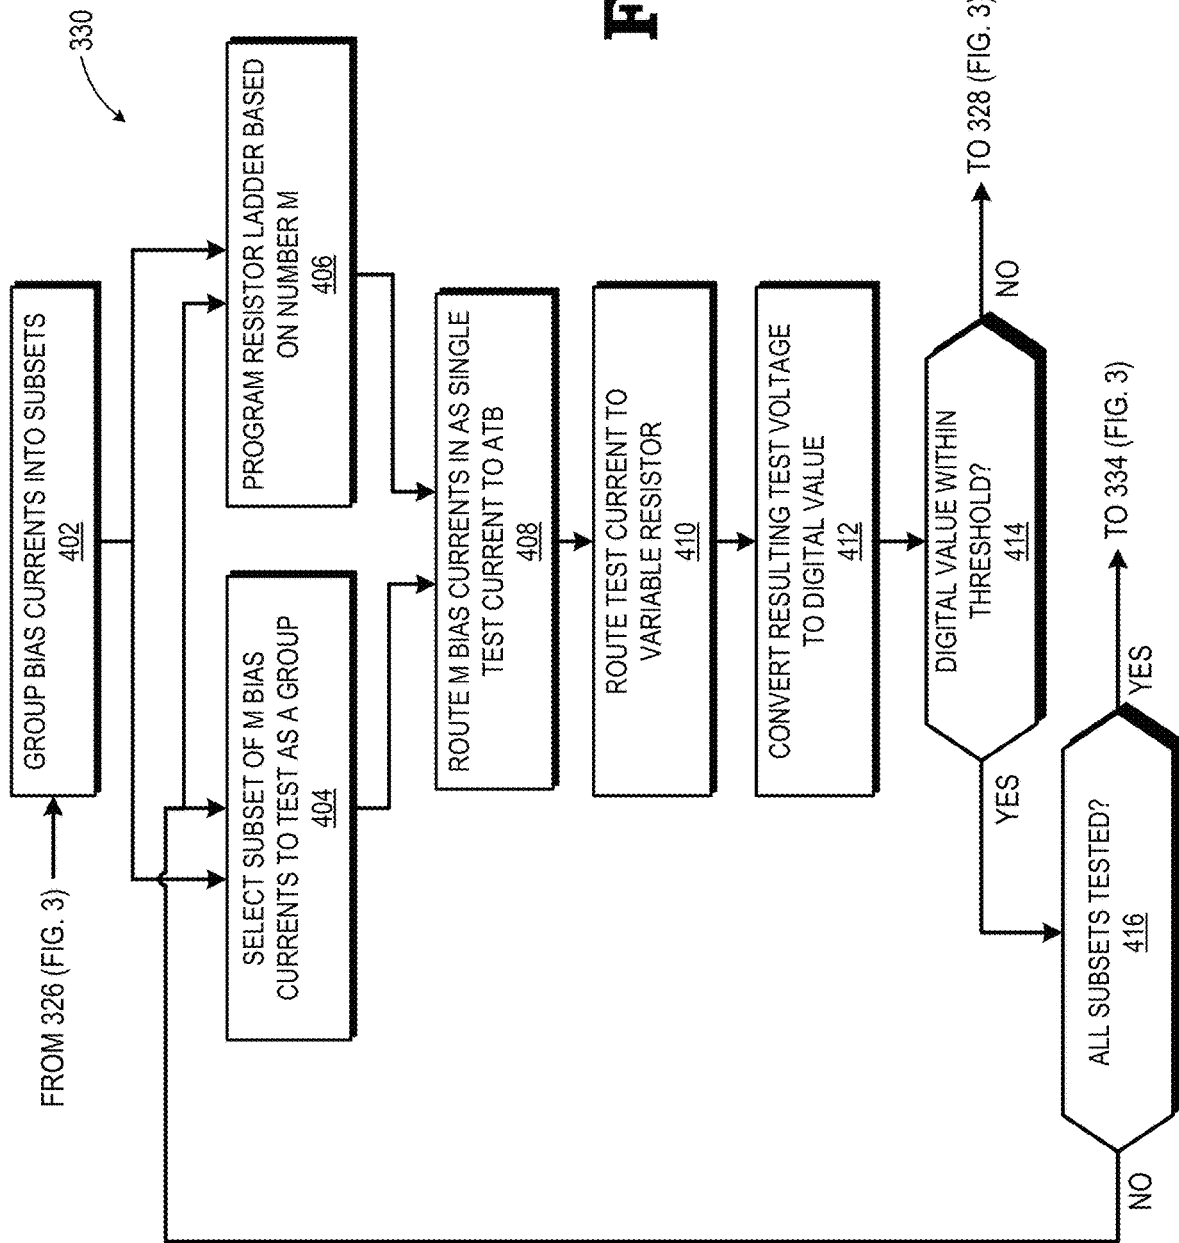 330
FROM 326 (FIG. 3)
GROUP BIAS CURRENTS INTO SUBSETS
402
SELECT SUBSET OF M BIAS
CURRENTS TO TEST AS A GROUP
404
PROGRAM RESISTOR LADDER BASED
ON NUMBER M
406
ROUTE M BIAS CURRENTS IN AS SINGLE
TEST CURRENT TO ATB
408
ROUTE TEST CURRENT TO
VARIABLE RESISTOR
410
CONVERT RESULTING TEST VOLTAGE
TO DIGITAL VALUE
412
DIGITAL VALUE WITHIN
THRESHOLD?
414
NO
TO 328 (FIG. 3)
YES
ALL SUBSETS TESTED?
416
YES
TO 334 (FIG. 3)
NO
F